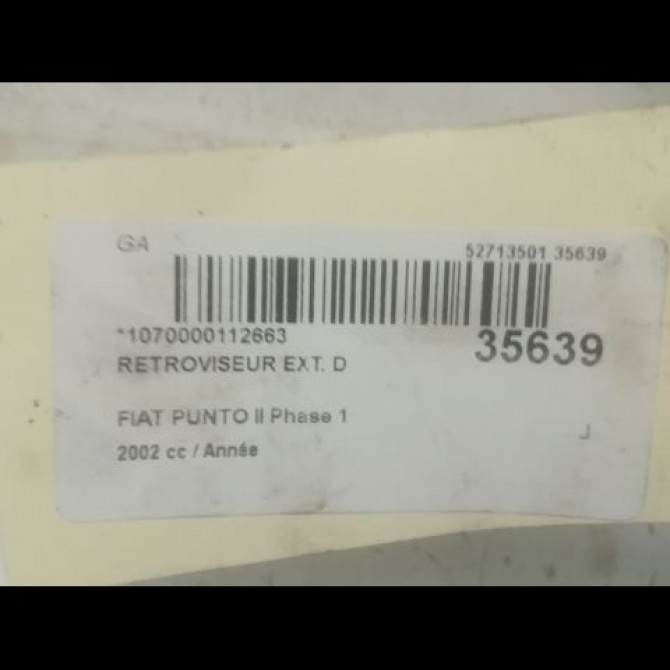 GA
52713501 35639
*1070000112663
35639
RETROVISEUR EXT. D
FIAT PUNTO II Phase 1
J
2002 cc / Année